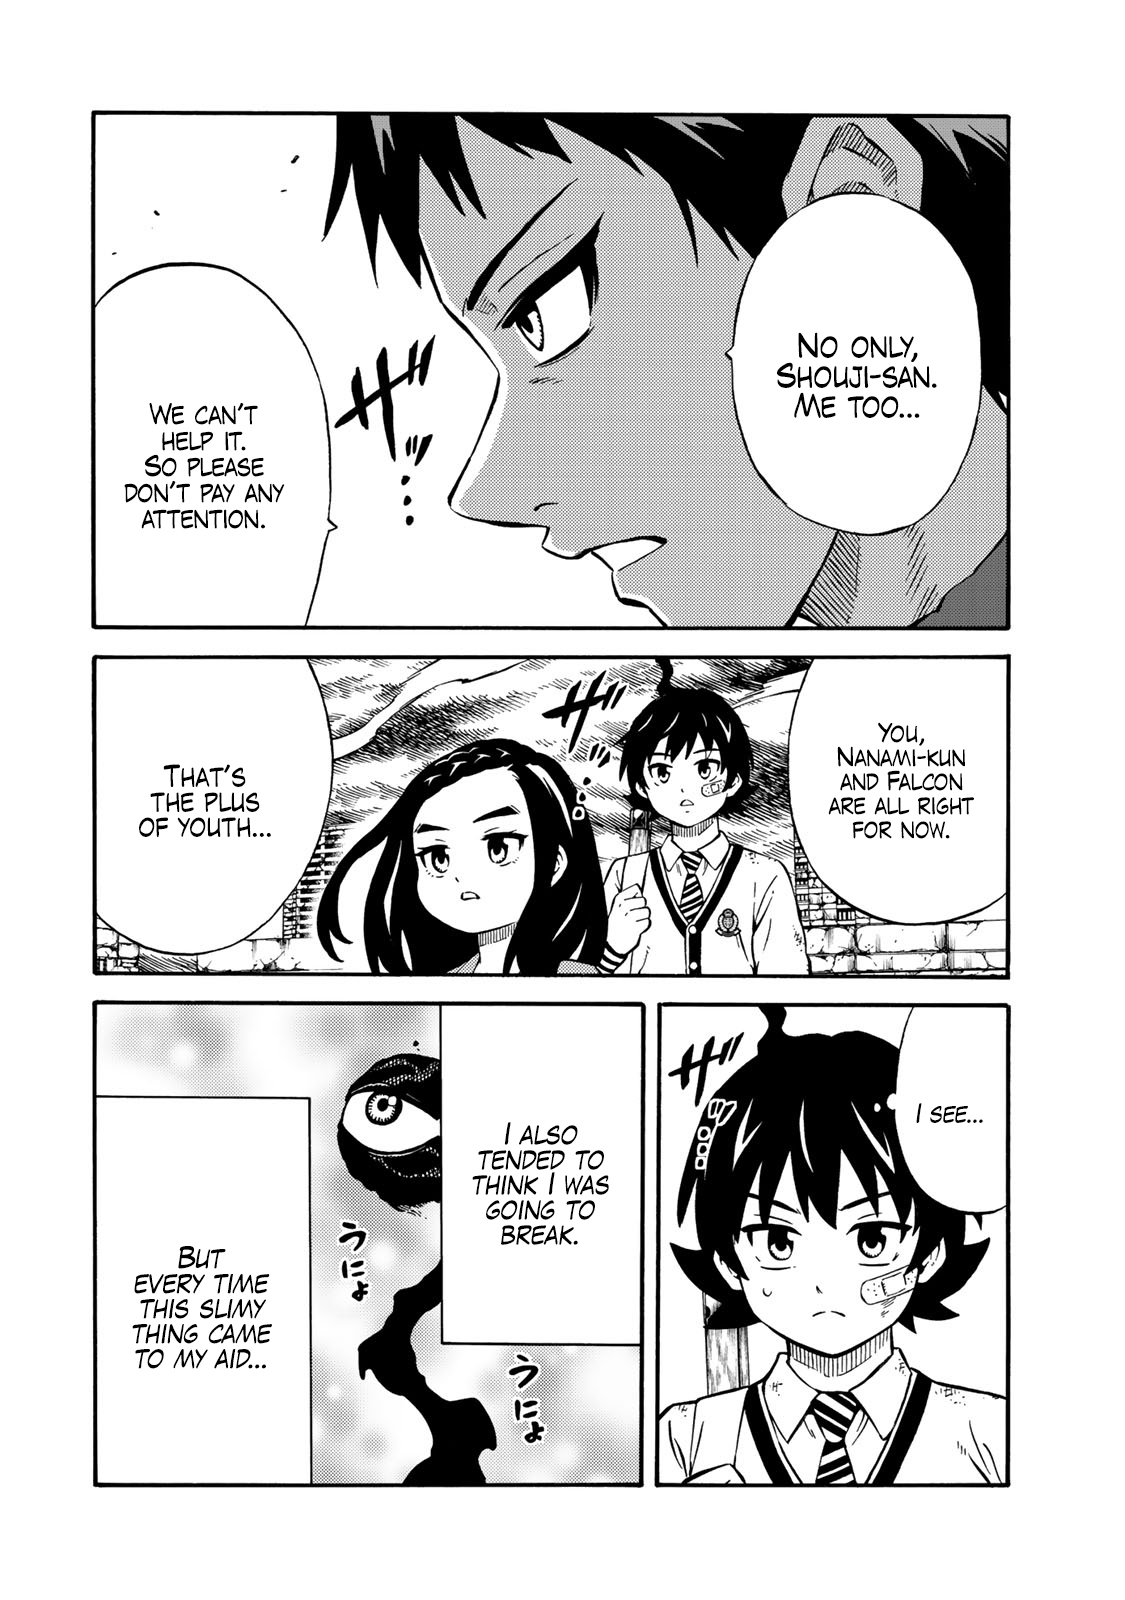 NO ONLY,
SHOUJI-SAN.
ME TOO...
WE CAN'T
HELP IT.
SO PLEASE
DON'T PAY ANY
ATTENTION.
ザッ
...
YOU,
NANAMI-KUN
AND FALCON
ARE ALL RIGHT
FOR NOW.
ザッ
THAT'S
THE PLUS
OF YOUTH...
I SEE...
ザッ
I ALSO
TENDED TO
THINK I WAS
GOING TO
BREAK.
うにょ
うにょ
BUT
EVERY TIME
THIS SLIMY
THING CAME
TO MY AID...